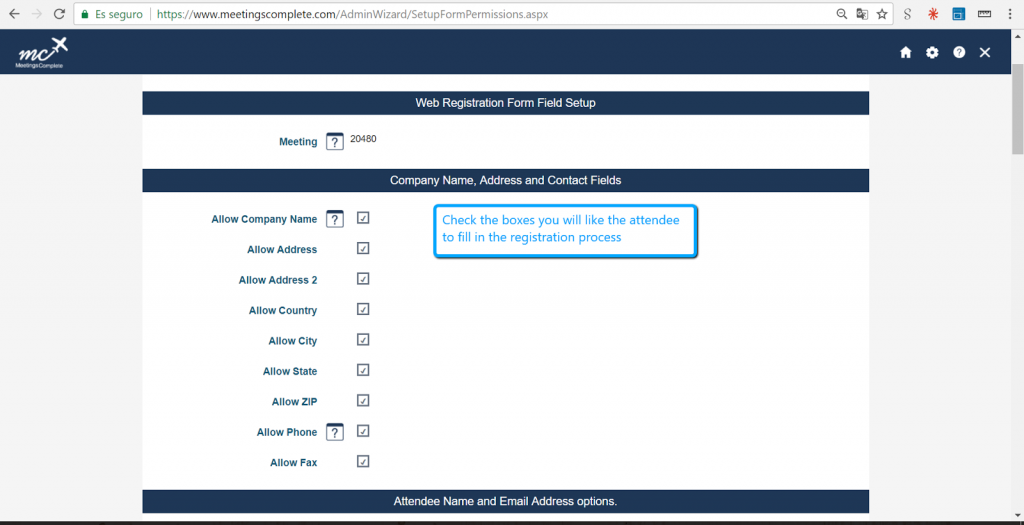 Es seguro | https://www.meetingscomplete.com/AdminWizard/SetupFormPermissions.aspx
mc
MeetingsComplete
Web Registration Form Field Setup
Meeting ? 20480
Company Name, Address and Contact Fields
Allow Company Name ?
Check the boxes you will like the attendee
to fill in the registration process
Allow Address
Allow Address 2
Allow Country
Allow City
Allow State
Allow ZIP
Allow Phone ?
Allow Fax
Attendee Name and Email Address options.